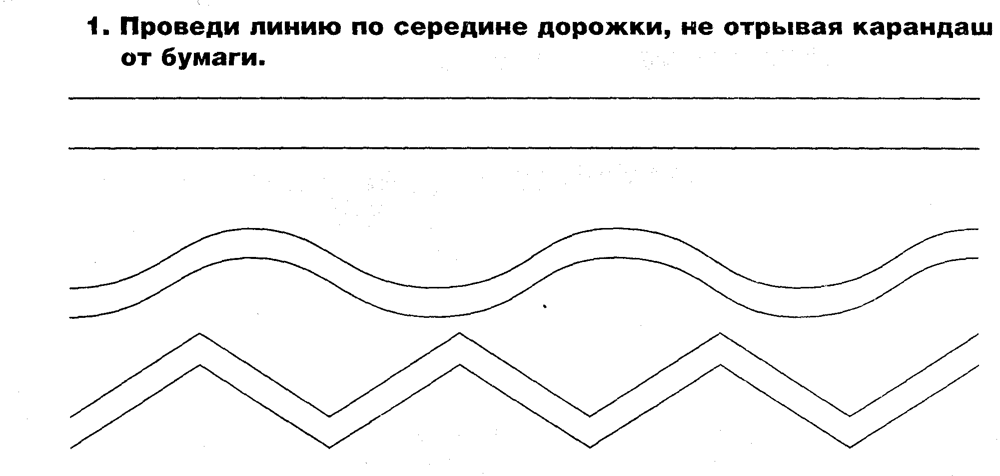 1. Проведи линию по середине дорожки, не отрывая карандаш
от бумаги.